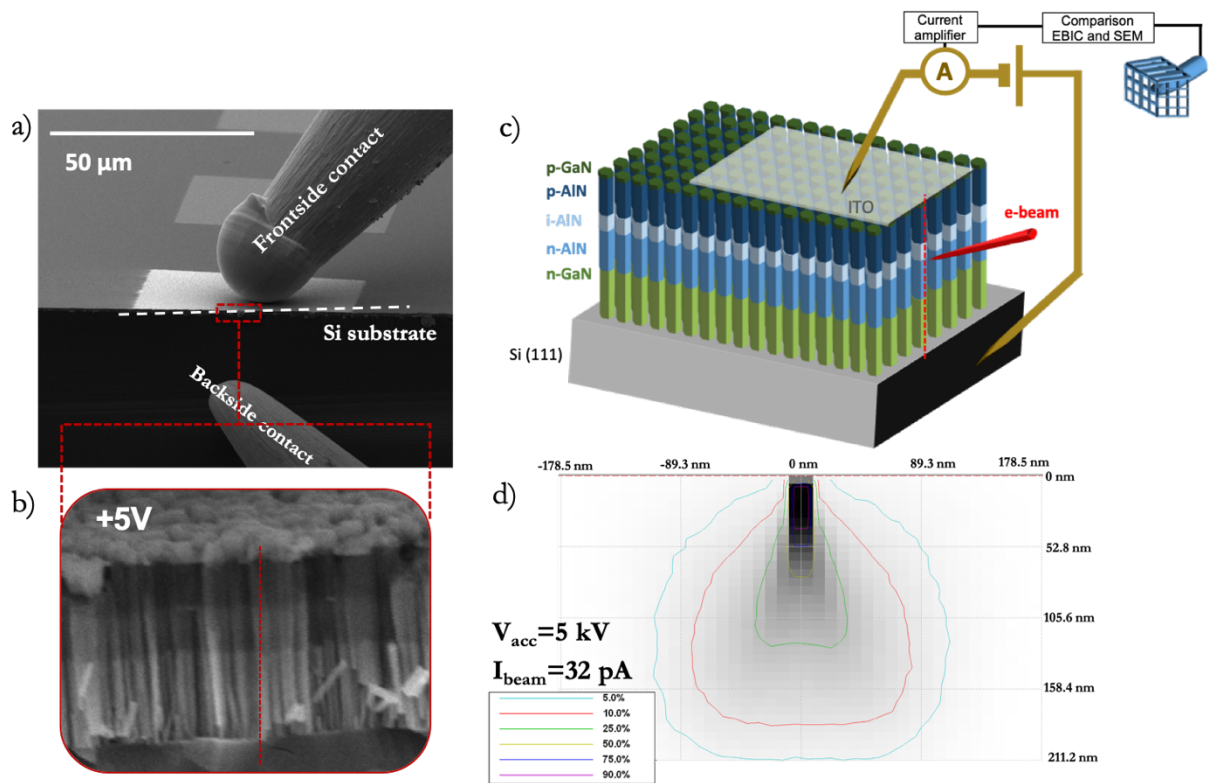 a)
50 µm
Frontside contact
Si substrate
Backside contact
b)
+5V
c)
Current
amplifier
Comparison
EBIC and SEM
A
p-GaN
p-AlN
i-AlN
n-AlN
n-GaN
ITO
e-beam
Si (111)
d)
-178.5 nm
-89.3 nm
0 nm
89.3 nm
178.5 nm
0 nm
52.8 nm
105.6 nm
158.4 nm
211.2 nm
Vacc=5 kV
Ibeam=32 pA
5.0%
10.0%
25.0%
50.0%
75.0%
90.0%